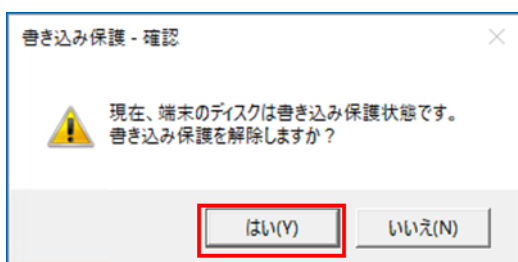 書き込み保護 - 確認
現在、端末のディスクは書き込み保護状態です。
書き込み保護を解除しますか？
はい(Y)
いいえ(N)